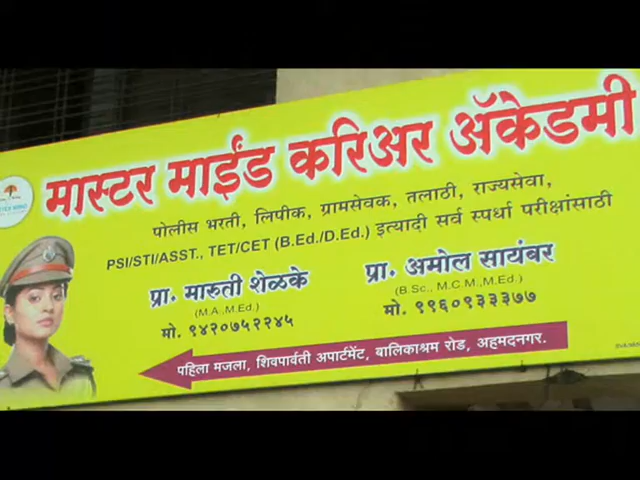 मास्टर माईंड करिअर ॲकेडमी
पोलीस भरती, लिपीक, ग्रामसेवक, तलाठी, राज्यसेवा,
PSI/STI/ASST., TET/CET (B.Ed./D.Ed.) इत्यादी सर्व स्पर्धा परीक्षांसाठी
प्रा. मारुती शेळके
(M.A.,M.Ed.)
मो. ९४२०७५२२४५
प्रा. अमोल सायंबर
(B.Sc., M.C.M.,M.Ed.)
मो. ९९६०९३३३७७
पहिला मजला, शिवपार्वती अपार्टमेंट, बालिकाश्रम रोड, अहमदनगर.